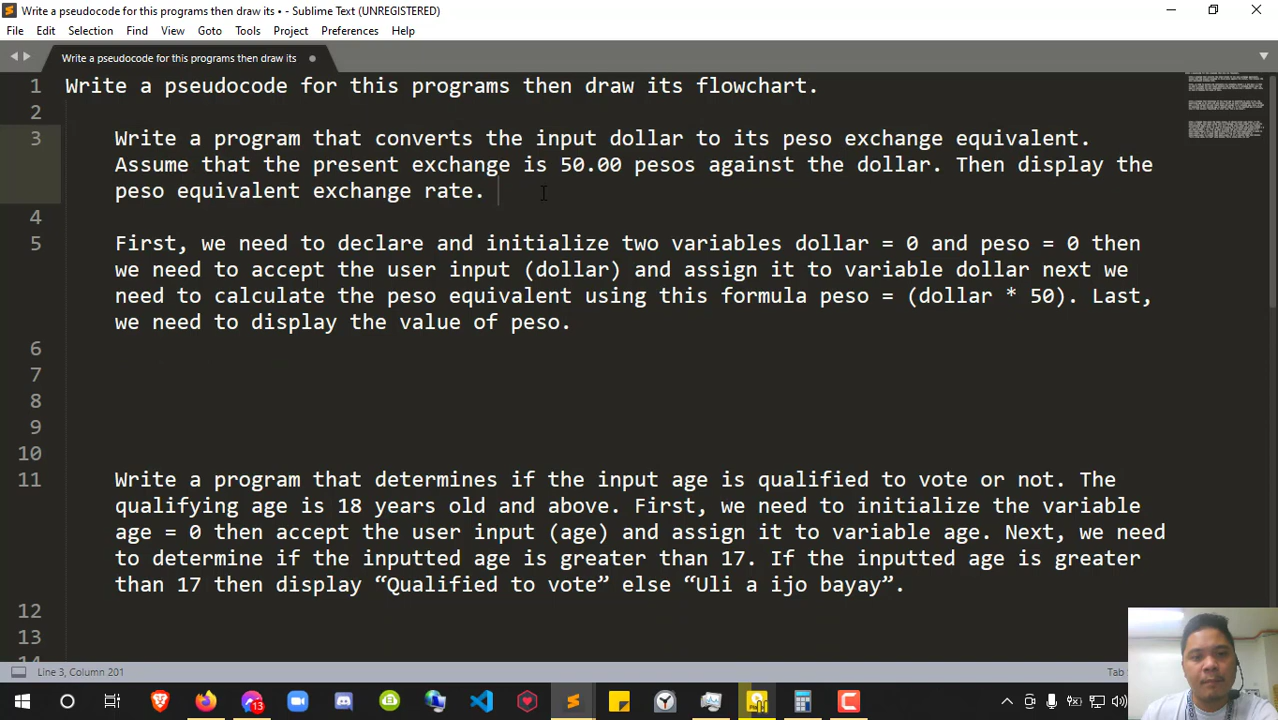 Write a pseudocode for this programs then draw its • - Sublime Text (UNREGISTERED)
File Edit Selection Find View Goto Tools Project Preferences Help
Write a pseudocode for this programs then draw its
1 Write a pseudocode for this programs then draw its flowchart.
2
3 Write a program that converts the input dollar to its peso exchange equivalent.
Assume that the present exchange is 50.00 pesos against the dollar. Then display the
peso equivalent exchange rate.
4
5 First, we need to declare and initialize two variables dollar = 0 and peso = 0 then
we need to accept the user input (dollar) and assign it to variable dollar next we
need to calculate the peso equivalent using this formula peso = (dollar * 50). Last,
we need to display the value of peso.
6
7
8
9
10
11 Write a program that determines if the input age is qualified to vote or not. The
qualifying age is 18 years old and above. First, we need to initialize the variable
age = 0 then accept the user input (age) and assign it to variable age. Next, we need
to determine if the inputted age is greater than 17. If the inputted age is greater
than 17 then display “Qualified to vote” else “Uli a ijo bayay”.
12
13
Line 3, Column 201
Tab
13